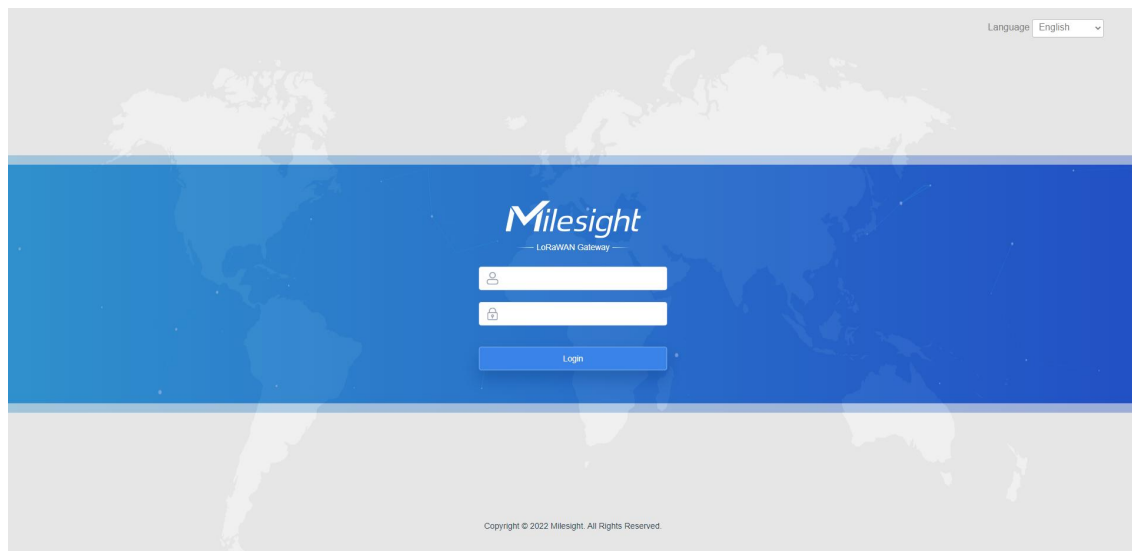 Language English
Milesight
LoRaWAN Gateway
Login
Copyright © 2022 Milesight. All Rights Reserved.